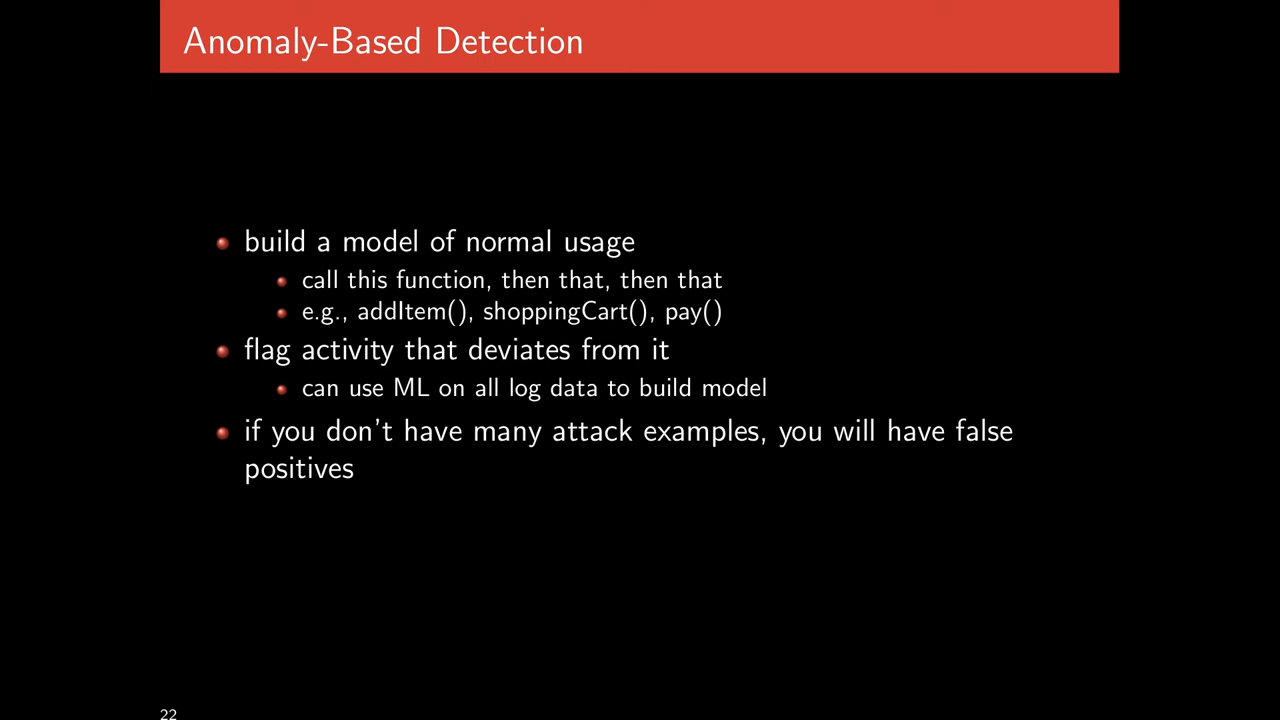 Anomaly-Based Detection
build a model of normal usage
call this function, then that, then that
e.g., addItem(), shoppingCart(), pay()
flag activity that deviates from it
can use ML on all log data to build model
if you don't have many attack examples, you will have false
positives
22